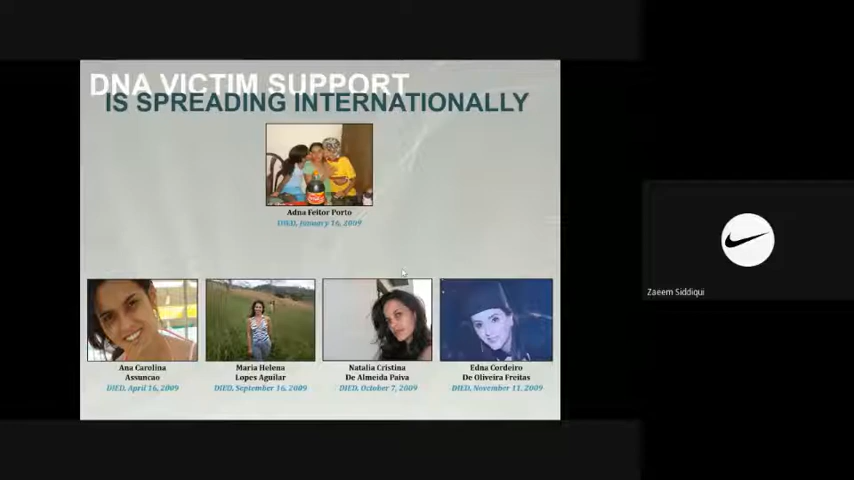 DNA VICTIM SUPPORT
IS SPREADING INTERNATIONALLY
Adna Feitor Porto
DIED, January 16, 2009
Ana Carolina
Assuncao
DIED, April 16, 2009
Maria Helena
Lopes Aguilar
DIED, September 16, 2009
Natalia Cristina
De Almeida Paiva
DIED, October 7, 2009
Edna Cordeiro
De Oliveira Freitas
DIED, November 11, 2009
Zaeem Siddiqui